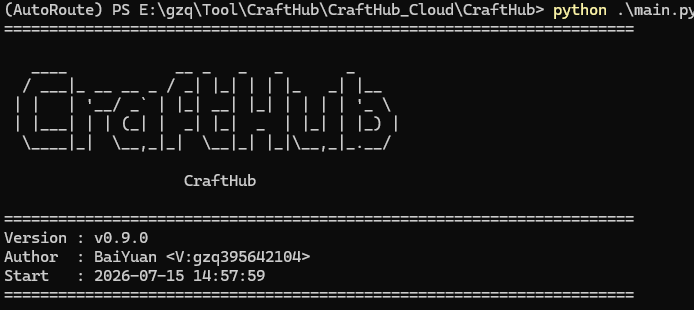 (AutoRoute) PS E:\gzq\Tool\CraftHub\CraftHub_Cloud\CraftHub> python .\main.py
======================================================================
CraftHub
CraftHub
======================================================================
Version : v0.9.0
Author  : BaiYuan <V:gzq395642104>
Start   : 2026-07-15 14:57:59
======================================================================